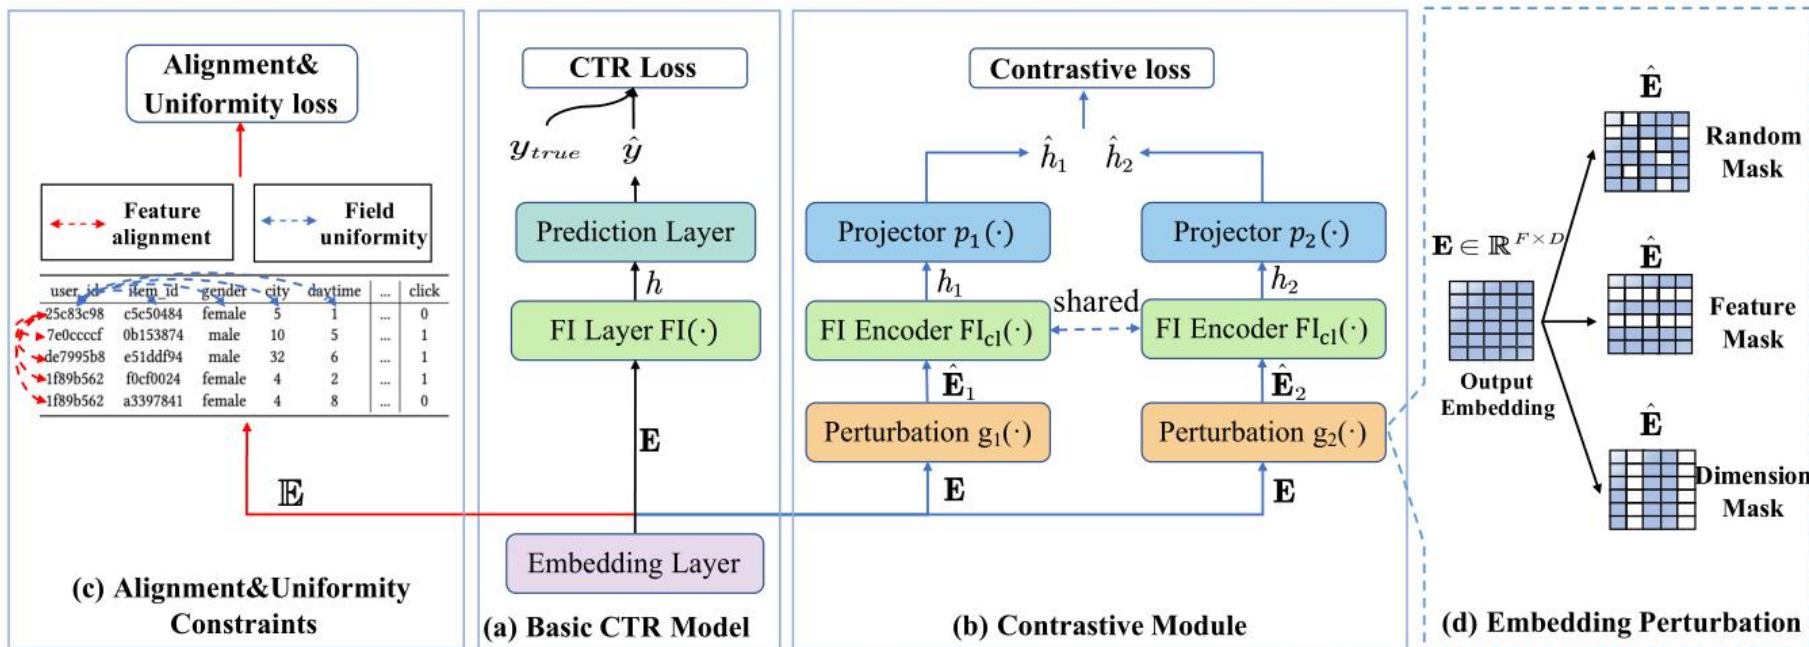 Alignment&
Uniformity loss
Feature
alignment
Field
uniformity
user_id item_id gender city daytime ... click
25c83c98 c5c50484 female 5 1 ... 0
7e0ccccf 0b153874 male 10 5 ... 1
de7995b8 e51ddf94 male 32 6 ... 1
1f89b562 f0cf0024 female 4 2 ... 1
1f89b562 a3397841 female 4 8 ... 0
𝔼
(c) Alignment&Uniformity
Constraints
CTR Loss
y_true ŷ
Prediction Layer
h
FI Layer FI(·)
E
Embedding Layer
(a) Basic CTR Model
Contrastive loss
ĥ₁ ĥ₂
Projector p₁(·) Projector p₂(·)
h₁ h₂
shared
FI Encoder FI_cl(·) FI Encoder FI_cl(·)
Ê₁ Ê₂
Perturbation g₁(·) Perturbation g₂(·)
E E
(b) Contrastive Module
Ê
Random
Mask
E ∈ ℝ^{F×D}
Ê
Feature
Mask
Output
Embedding
Ê
Dimension
Mask
(d) Embedding Perturbation